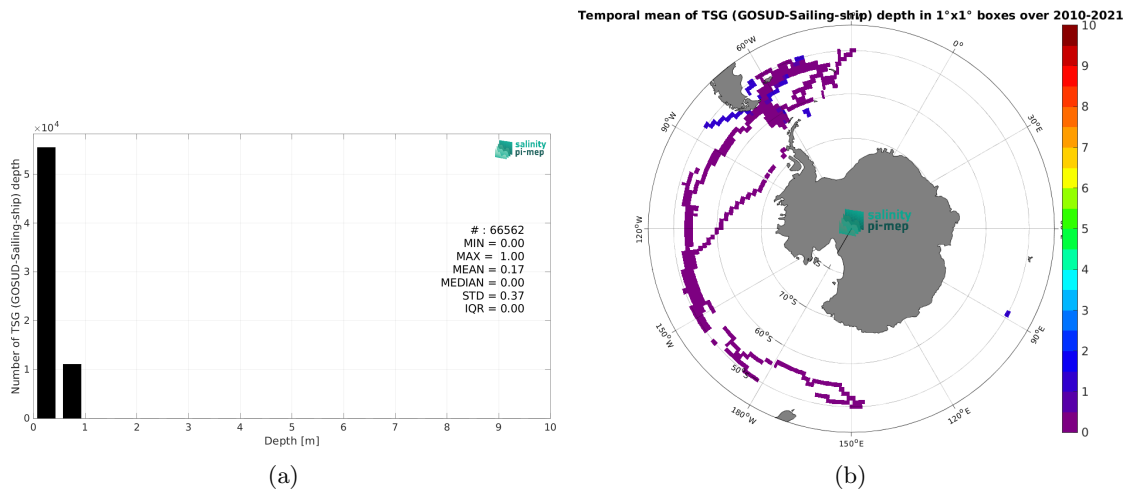 Temporal mean of TSG (GOSUD-Sailing-ship) depth in 1°x1° boxes over 2010-2021
×10^4
Number of TSG (GOSUD-Sailing-ship) depth
5
4
3
2
1
0
0 1 2 3 4 5 6 7 8 9 10
Depth [m]
salinity
pi-mep
# : 66562
MIN = 0.00
MAX = 1.00
MEAN = 0.17
MEDIAN = 0.00
STD = 0.37
IQR = 0.00
(a)
60°W
0°
30°E
90°W
120°W
150°W
180°W
150°E
120°E
90°E
70°S
60°S
50°S
salinity
pi-mep
10
9
8
7
6
5
4
3
2
1
0
(b)